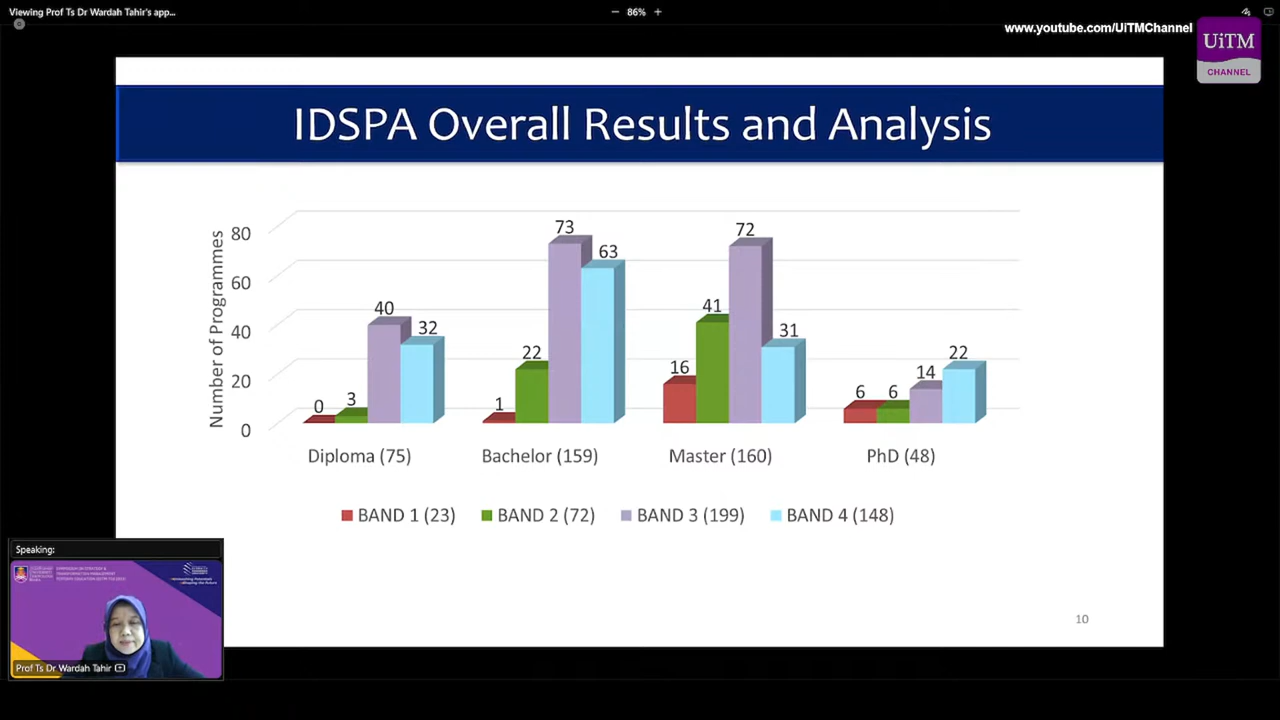 Viewing Prof Ts Dr Wardah Tahir's app...
− 86% +
www.youtube.com/UiTMChannel
UiTM
CHANNEL
IDSPA Overall Results and Analysis
Number of Programmes
80
60
40
20
0
0
3
40
32
1
22
73
63
16
41
72
31
6
6
14
22
Diploma (75)
Bachelor (159)
Master (160)
PhD (48)
BAND 1 (23)
BAND 2 (72)
BAND 3 (199)
BAND 4 (148)
10
Speaking:
Prof Ts Dr Wardah Tahir